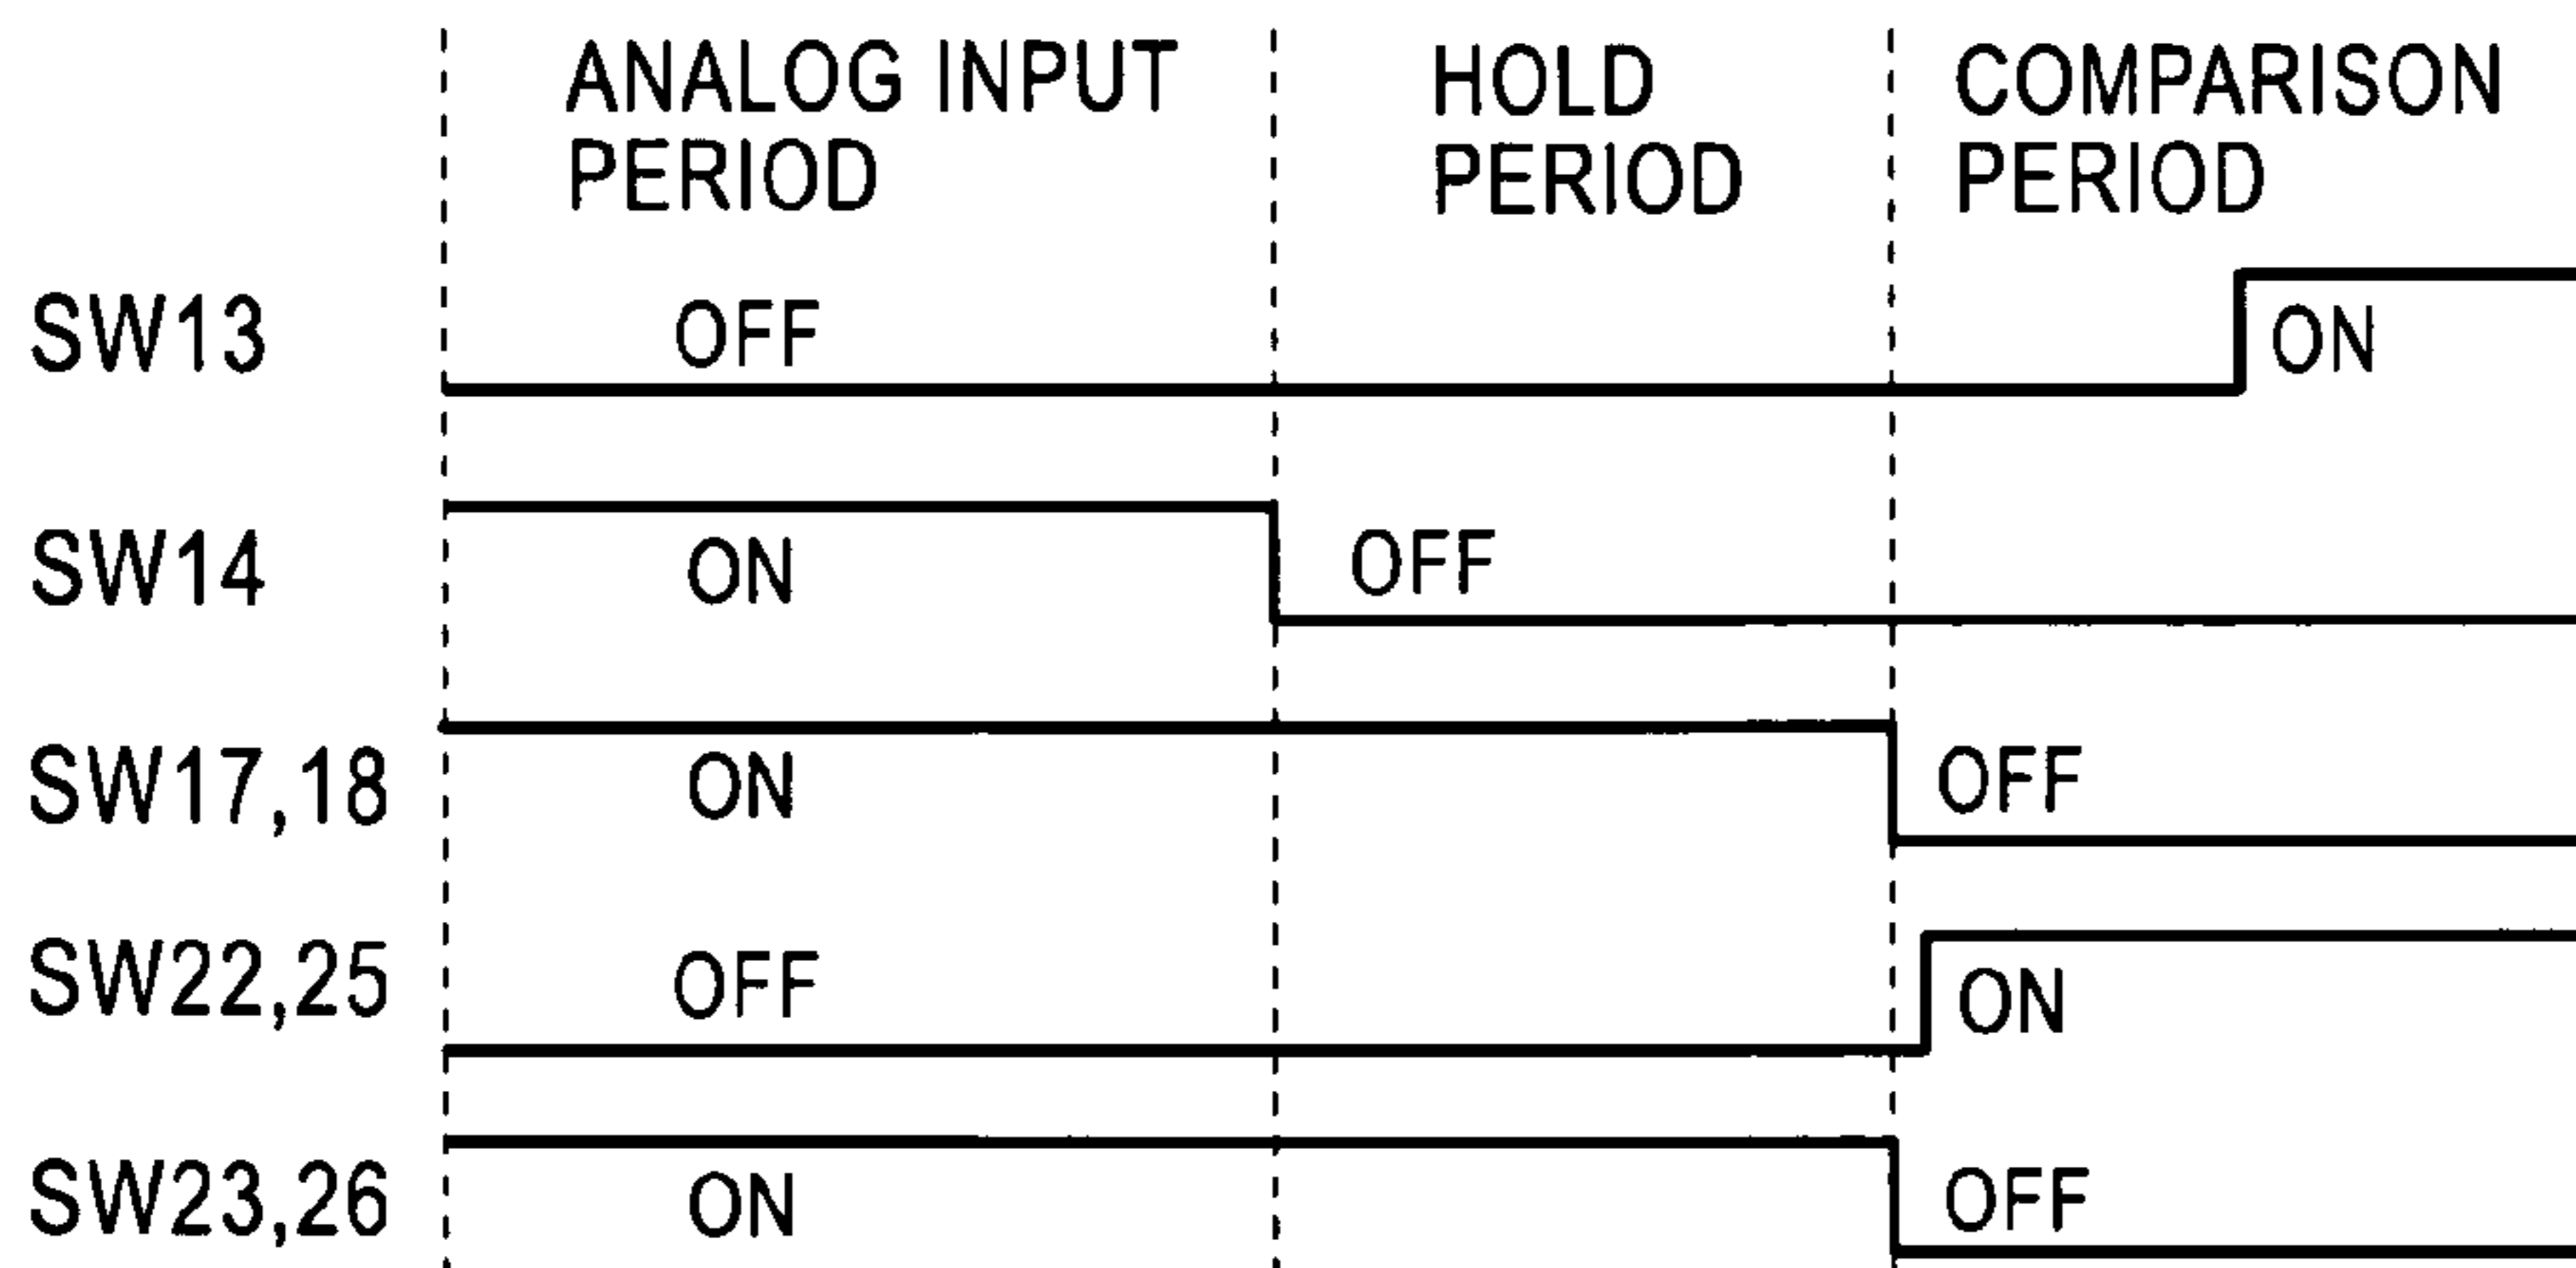 ANALOG INPUT
PERIOD
HOLD
PERIOD
COMPARISON
PERIOD
SW13
OFF
ON
SW14
ON
OFF
SW17,18
ON
OFF
SW22,25
OFF
ON
SW23,26
ON
OFF